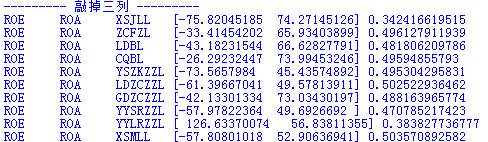 --------- 敲掉三列 ---------
ROE ROA XSJLL [-75.82045185 74.27145126] 0.342416619515
ROE ROA ZCFZL [-33.41454202 65.93403899] 0.496127911939
ROE ROA LDBL [-43.18231544 66.62827791] 0.481806209786
ROE ROA CQBL [-26.29232447 73.99453246] 0.49594855793
ROE ROA YSZKZZL [-73.5657984 45.43574892] 0.495304295831
ROE ROA LDZCZZL [-61.39667041 49.57813911] 0.502522936462
ROE ROA GDZCZZL [-42.13301334 73.03430197] 0.488163965774
ROE ROA YYSRZZL [-57.97822364 49.6926692 ] 0.470785217423
ROE ROA YYLRZZL [ 126.63370074 56.83811355] 0.383827736777
ROE ROA XSMLL [-57.80801018 52.90636941] 0.503570892582